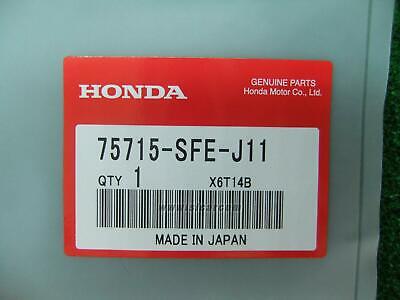 GENUINE PARTS
HONDA Honda Motor Co., Ltd.
75715-SFE-J11
QTY 1 X6T14B
MADE IN JAPAN